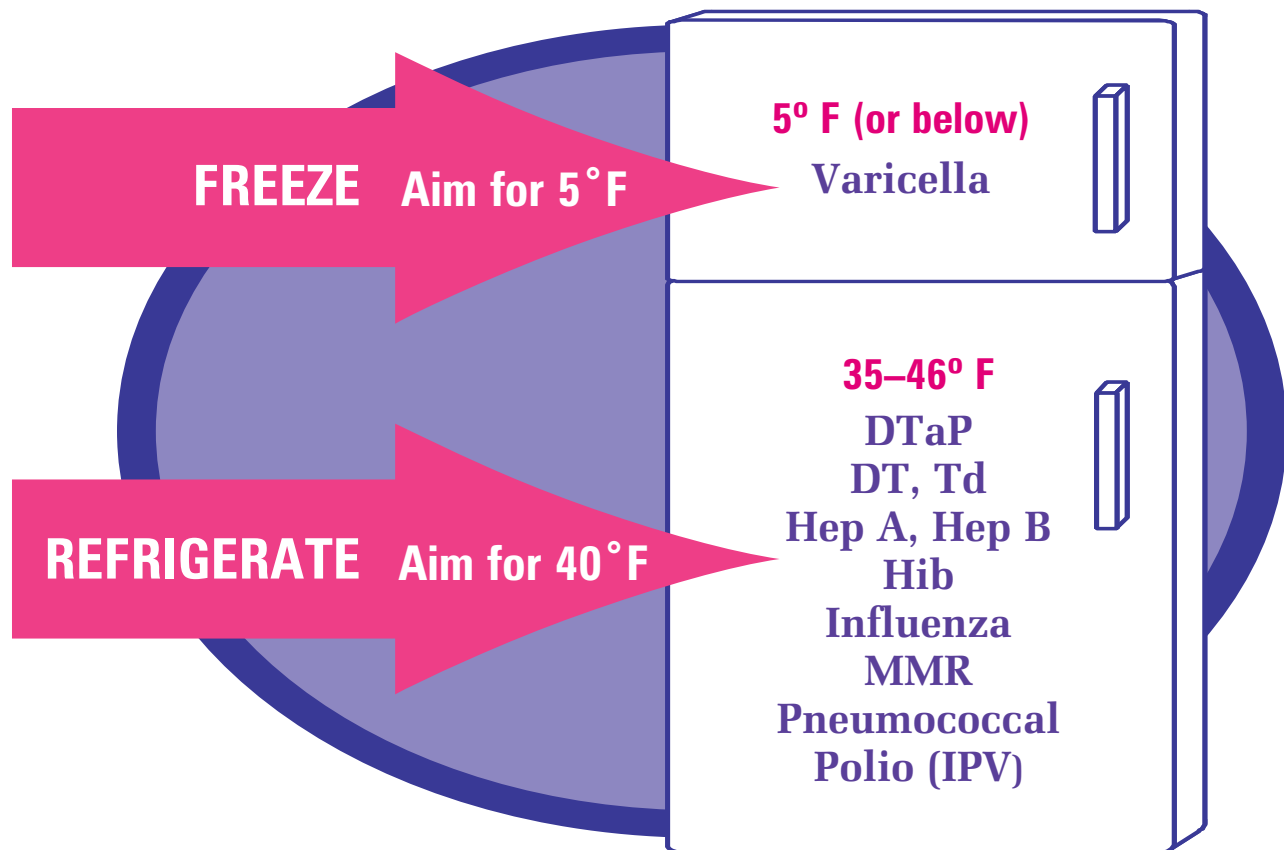 5º F (or below)
Varicella
FREEZE Aim for 5˚F
35–46º F
DTaP
DT, Td
Hep A, Hep B
Hib
Influenza
MMR
Pneumococcal
Polio (IPV)
REFRIGERATE Aim for 40˚F